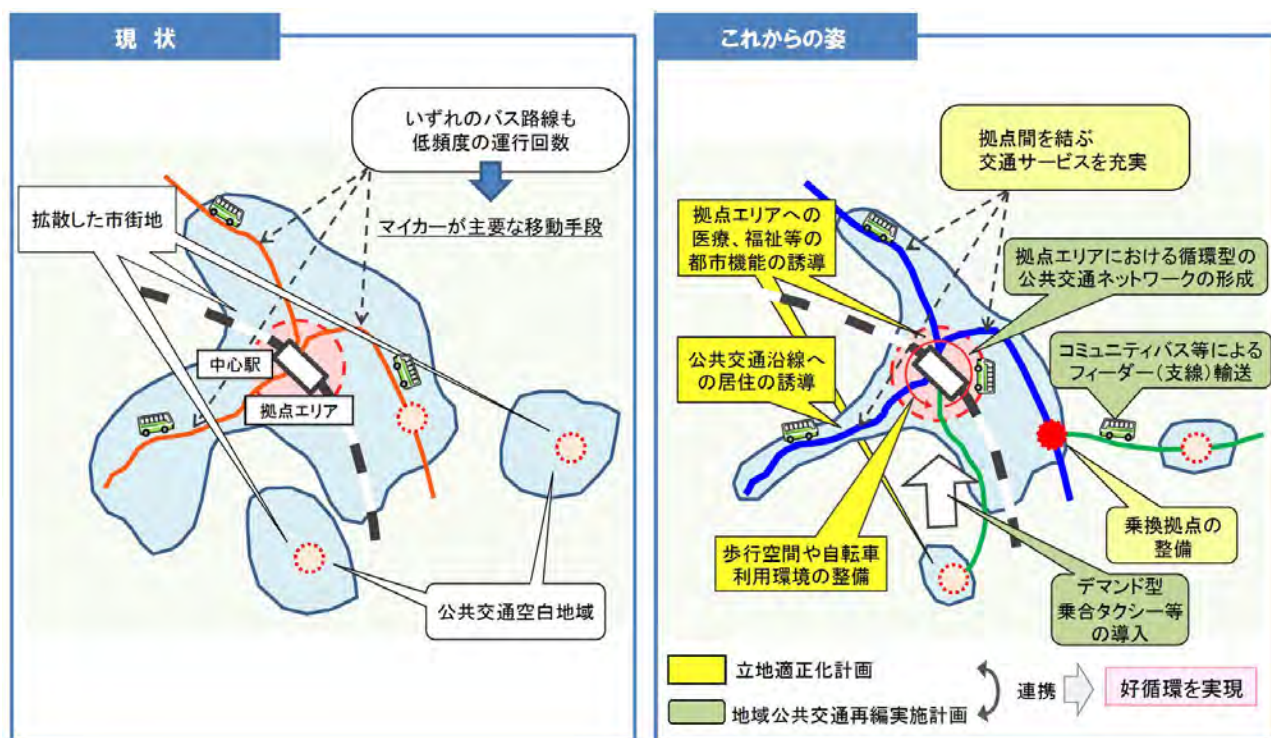 現 状
いずれのバス路線も
低頻度の運行回数
マイカーが主要な移動手段
拡散した市街地
中心駅
拠点エリア
公共交通空白地域
これからの姿
拠点間を結ぶ
交通サービスを充実
拠点エリアへの
医療、福祉等の
都市機能の誘導
拠点エリアにおける循環型の
公共交通ネットワークの形成
公共交通沿線へ
の居住の誘導
コミュニティバス等による
フィーダー(支線)輸送
歩行空間や自転車
利用環境の整備
乗換拠点の
整備
デマンド型
乗合タクシー等
の導入
立地適正化計画
地域公共交通再編実施計画
連携
好循環を実現